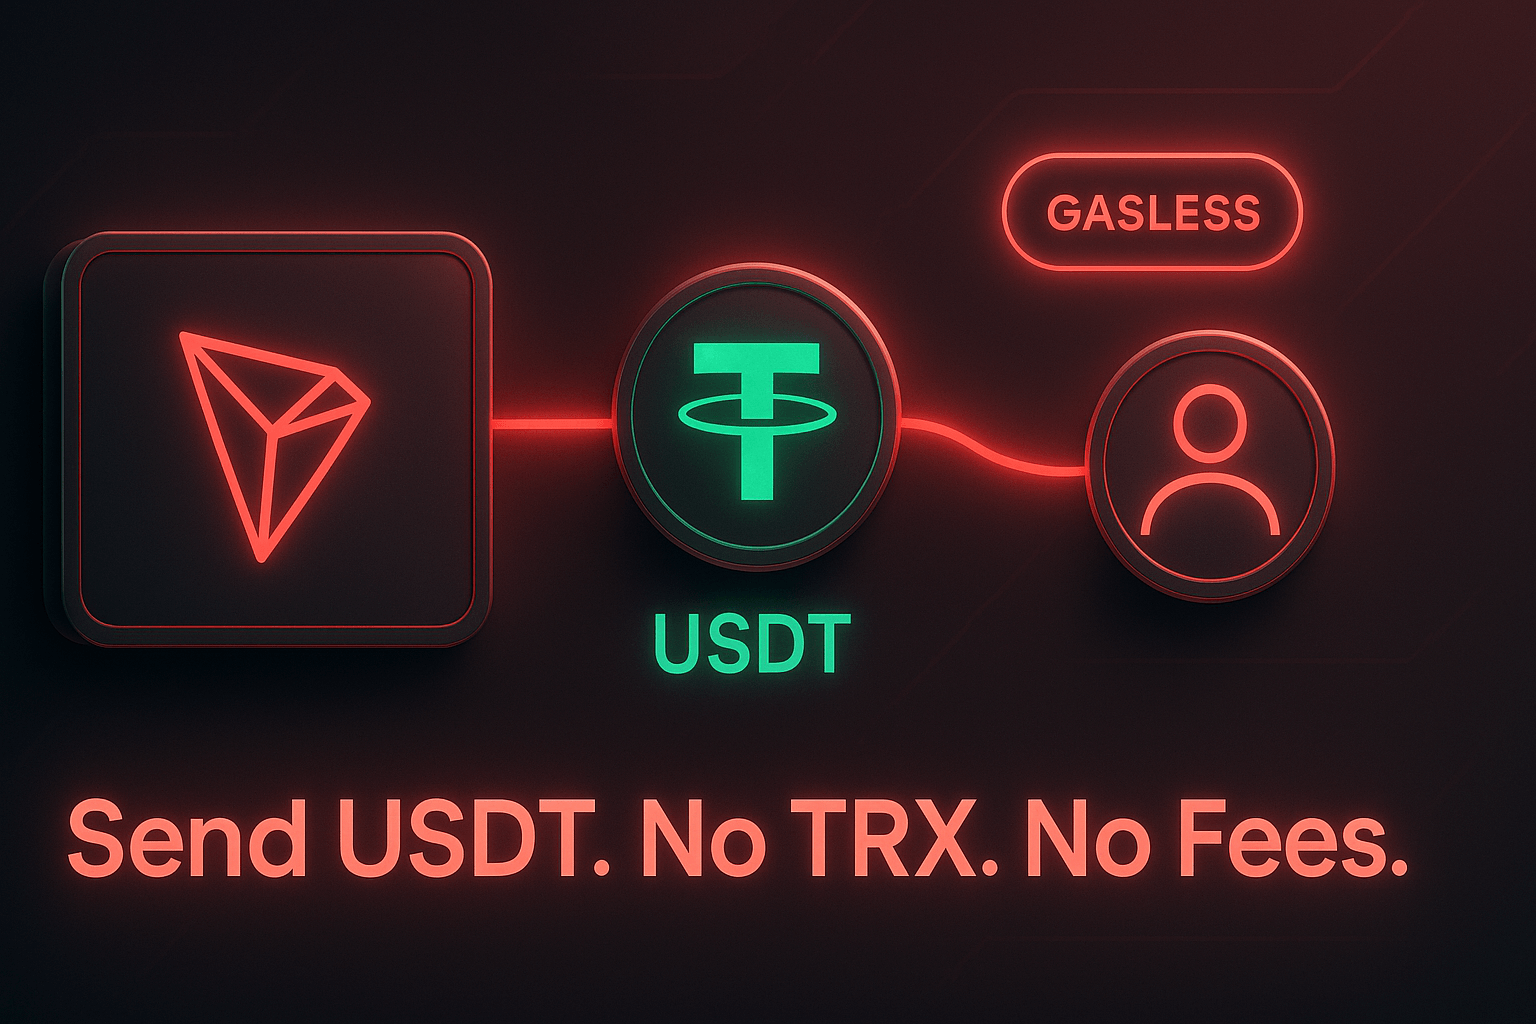 GASLESS
USDT
Send USDT. No TRX. No Fees.